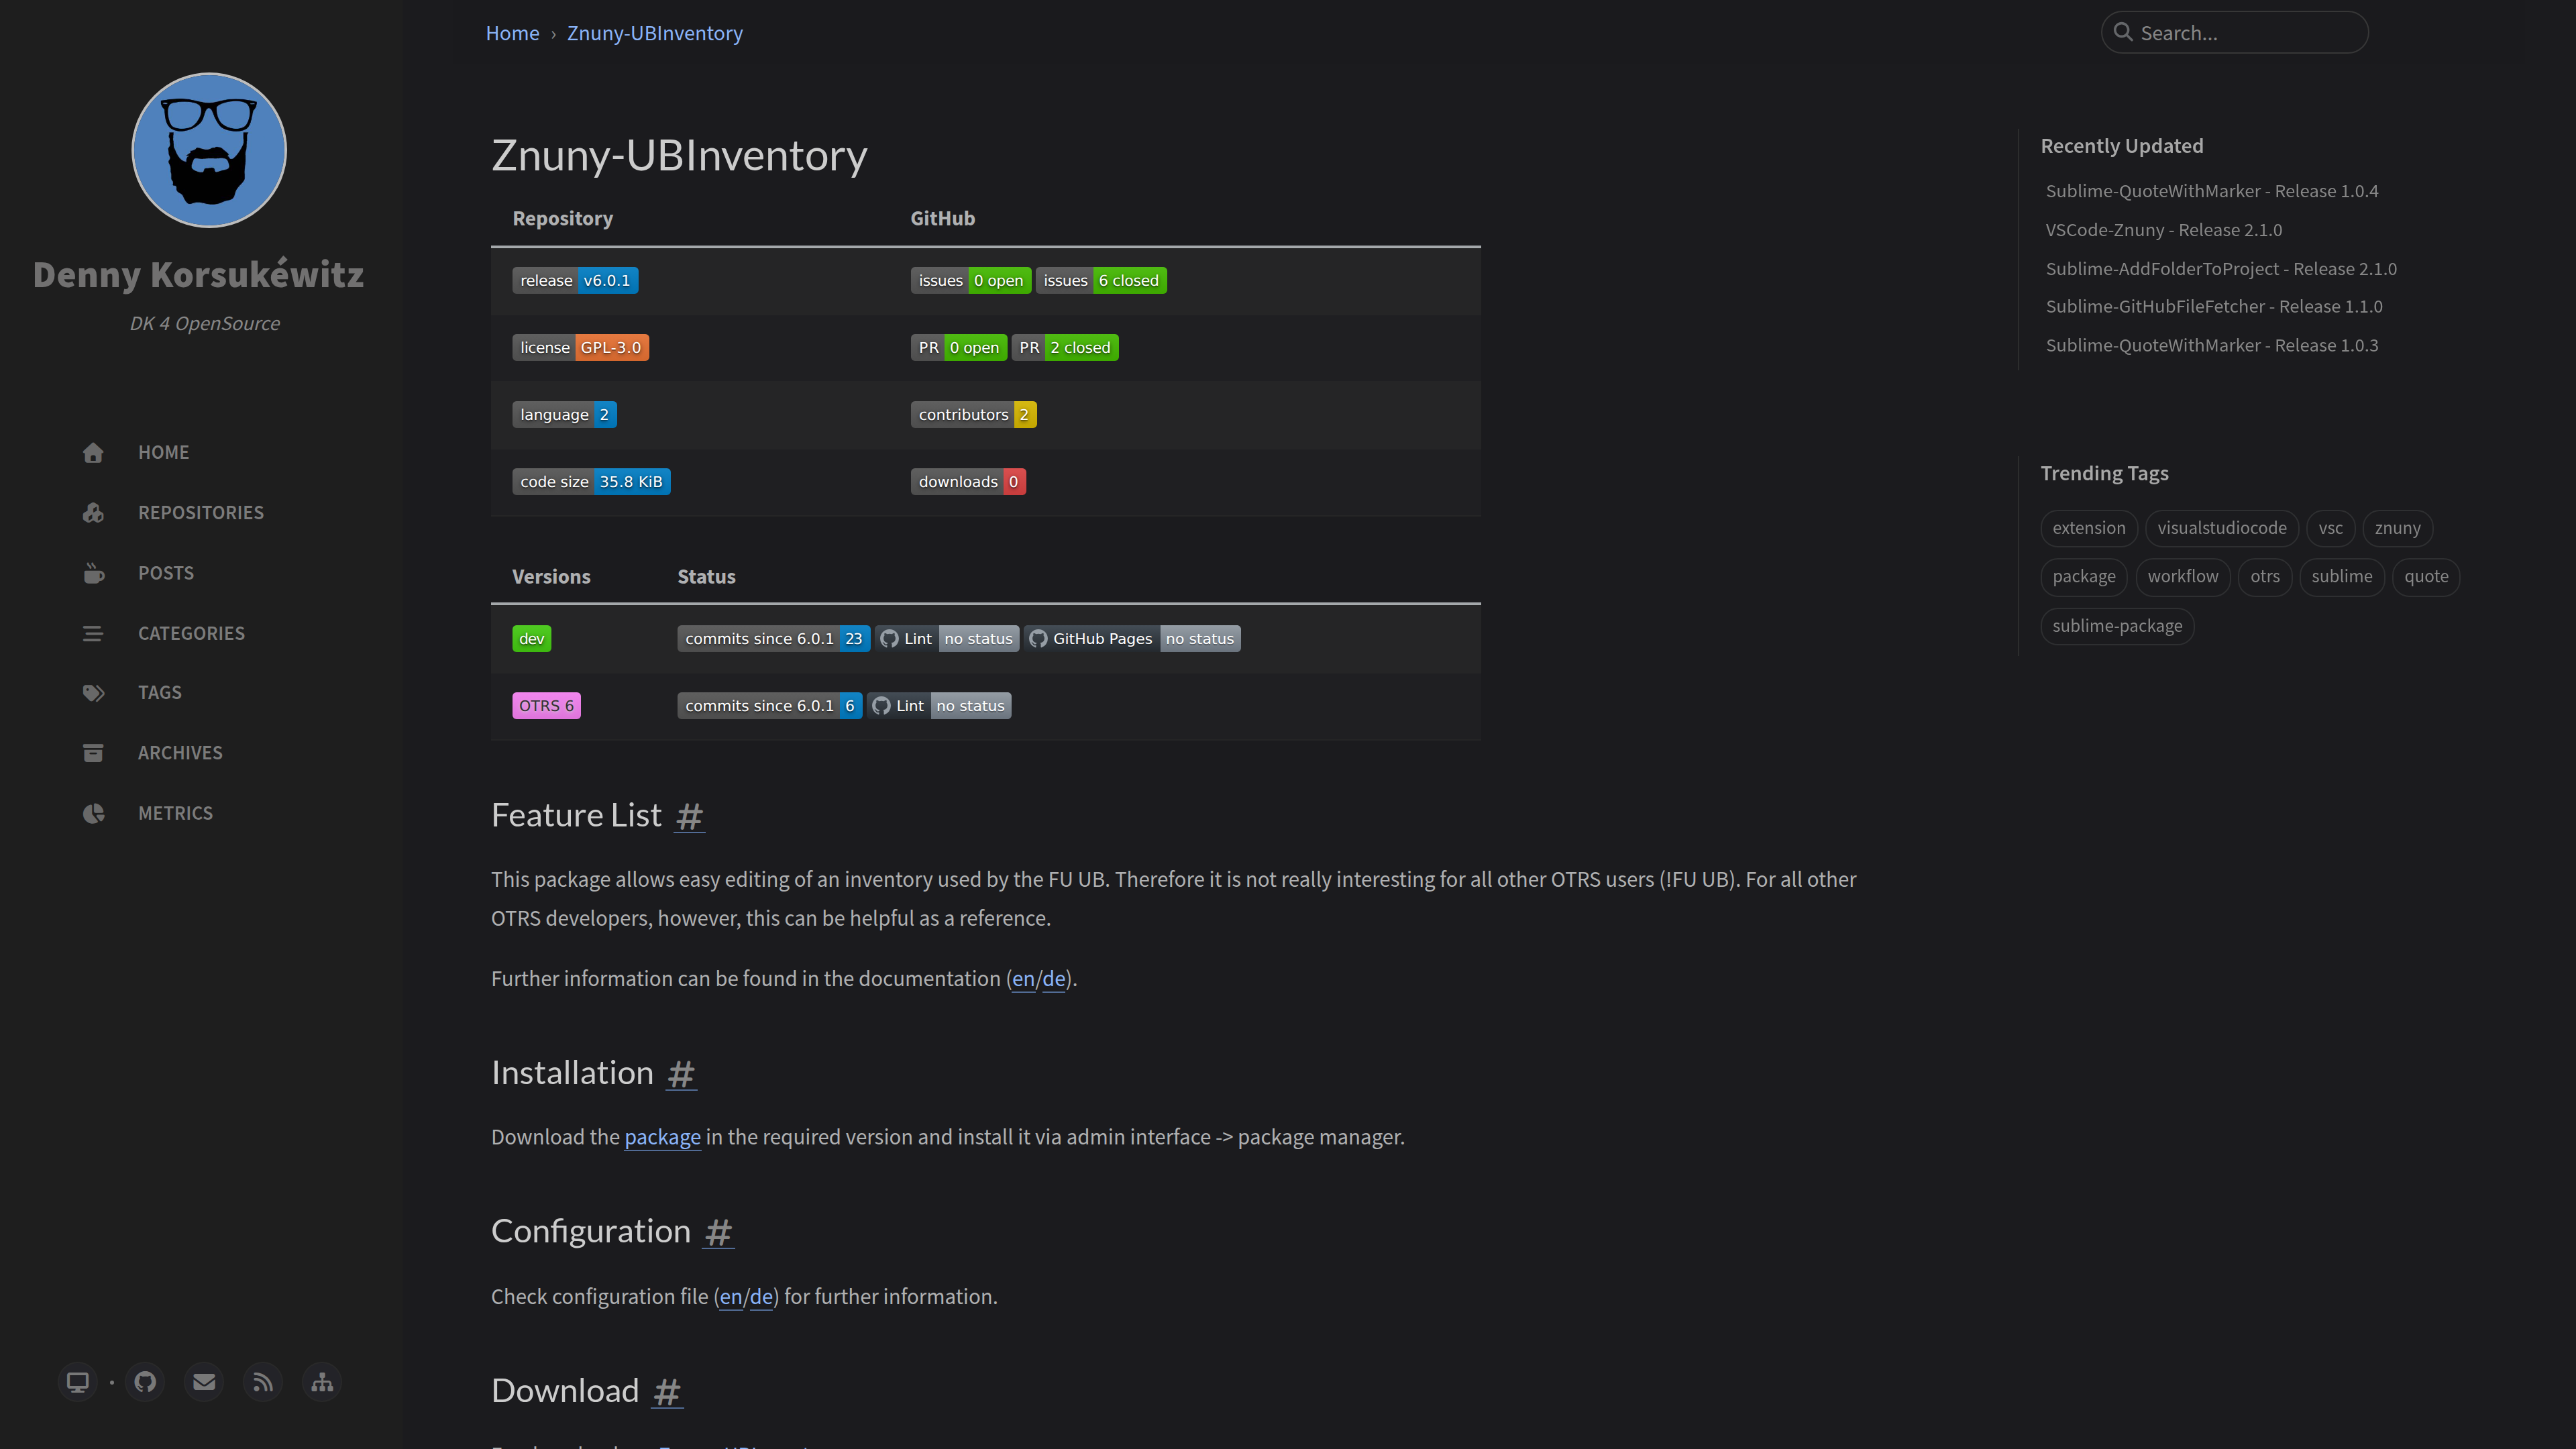 Home › Znuny-UBInventory
Search...
Denny Korsukéwitz
DK 4 OpenSource
HOME
REPOSITORIES
POSTS
CATEGORIES
TAGS
ARCHIVES
METRICS
Znuny-UBInventory
Repository GitHub
release v6.0.1 issues 0 open issues 6 closed
license GPL-3.0 PR 0 open PR 2 closed
language 2 contributors 2
code size 35.8 KiB downloads 0
Versions Status
dev commits since 6.0.1 23 Lint no status GitHub Pages no status
OTRS 6 commits since 6.0.1 6 Lint no status
Feature List #
This package allows easy editing of an inventory used by the FU UB. Therefore it is not really interesting for all other OTRS users (!FU UB). For all other
OTRS developers, however, this can be helpful as a reference.
Further information can be found in the documentation (en/de).
Installation #
Download the package in the required version and install it via admin interface -> package manager.
Configuration #
Check configuration file (en/de) for further information.
Download #
Recently Updated
Sublime-QuoteWithMarker - Release 1.0.4
VSCode-Znuny - Release 2.1.0
Sublime-AddFolderToProject - Release 2.1.0
Sublime-GitHubFileFetcher - Release 1.1.0
Sublime-QuoteWithMarker - Release 1.0.3
Trending Tags
extension visualstudiocode vsc znuny
package workflow otrs sublime quote
sublime-package